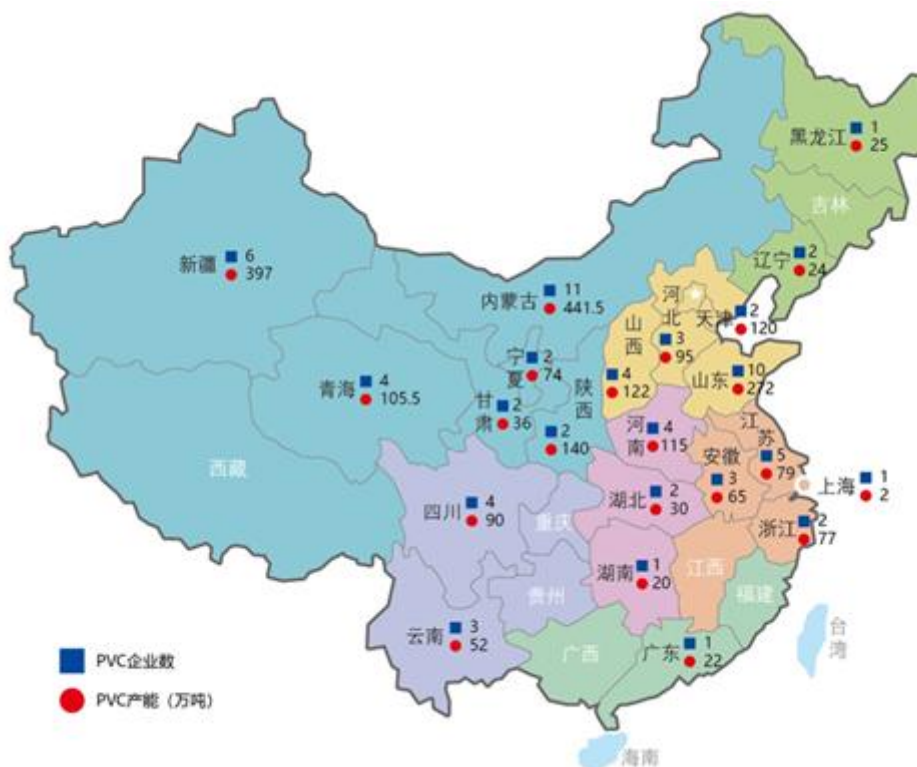 黑龙江
1
25
吉林
辽宁
2
24
新疆
6
397
内蒙古
11
441.5
河北
3
95
天津
2
120
山西
4
122
山东
10
272
宁夏
2
74
青海
4
105.5
甘肃
2
36
陕西
2
140
河南
4
115
江苏
5
79
安徽
3
65
上海
1
2
西藏
四川
4
90
重庆
湖北
2
30
浙江
2
77
湖南
1
20
江西
贵州
福建
云南
3
52
广西
广东
1
22
台湾
海南
PVC企业数
PVC产能（万吨）